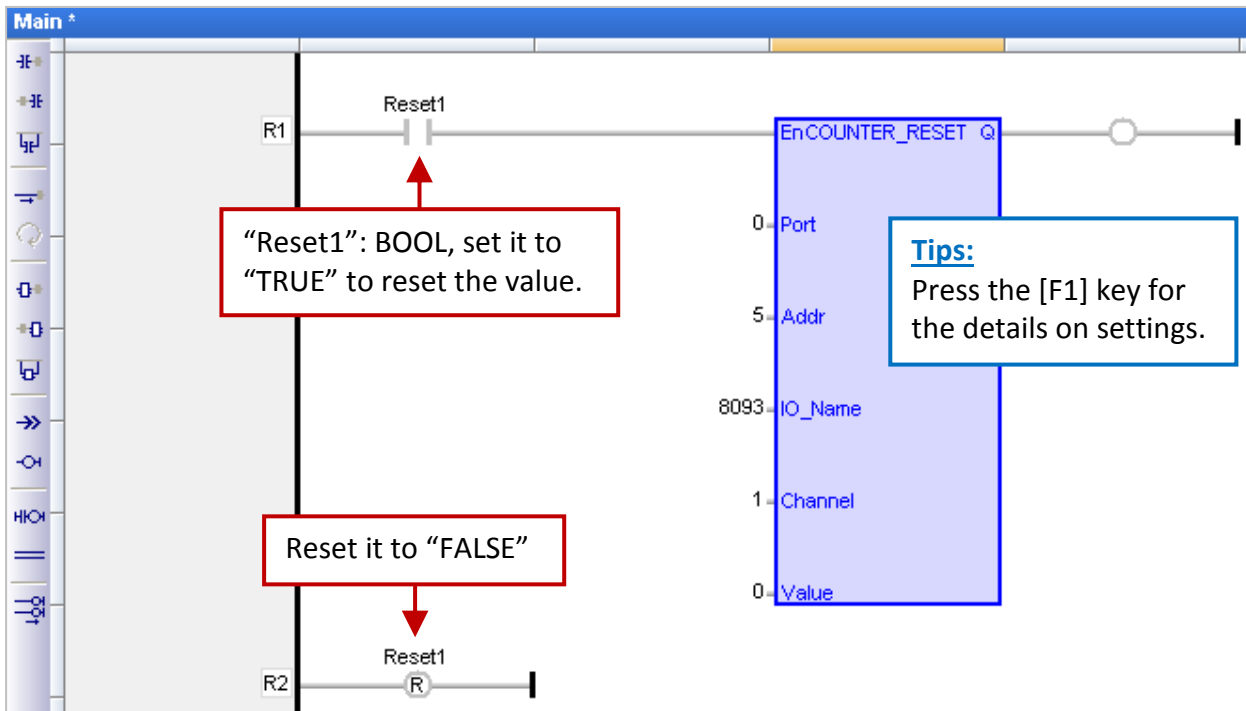 Main *
Reset1
R1
EnCOUNTER_RESET Q
“Reset1”: BOOL, set it to
“TRUE” to reset the value.
0 Port
Tips:
Press the [F1] key for
the details on settings.
5 Addr
8093 IO_Name
1 Channel
Reset it to “FALSE”
0 Value
Reset1
R2
R